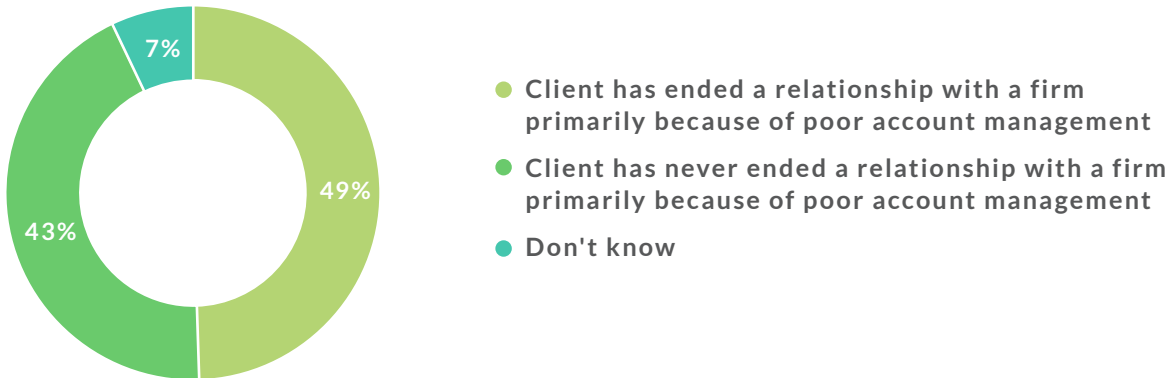 7%
49%
43%
Client has ended a relationship with a firm
primarily because of poor account management
Client has never ended a relationship with a firm
primarily because of poor account management
Don't know